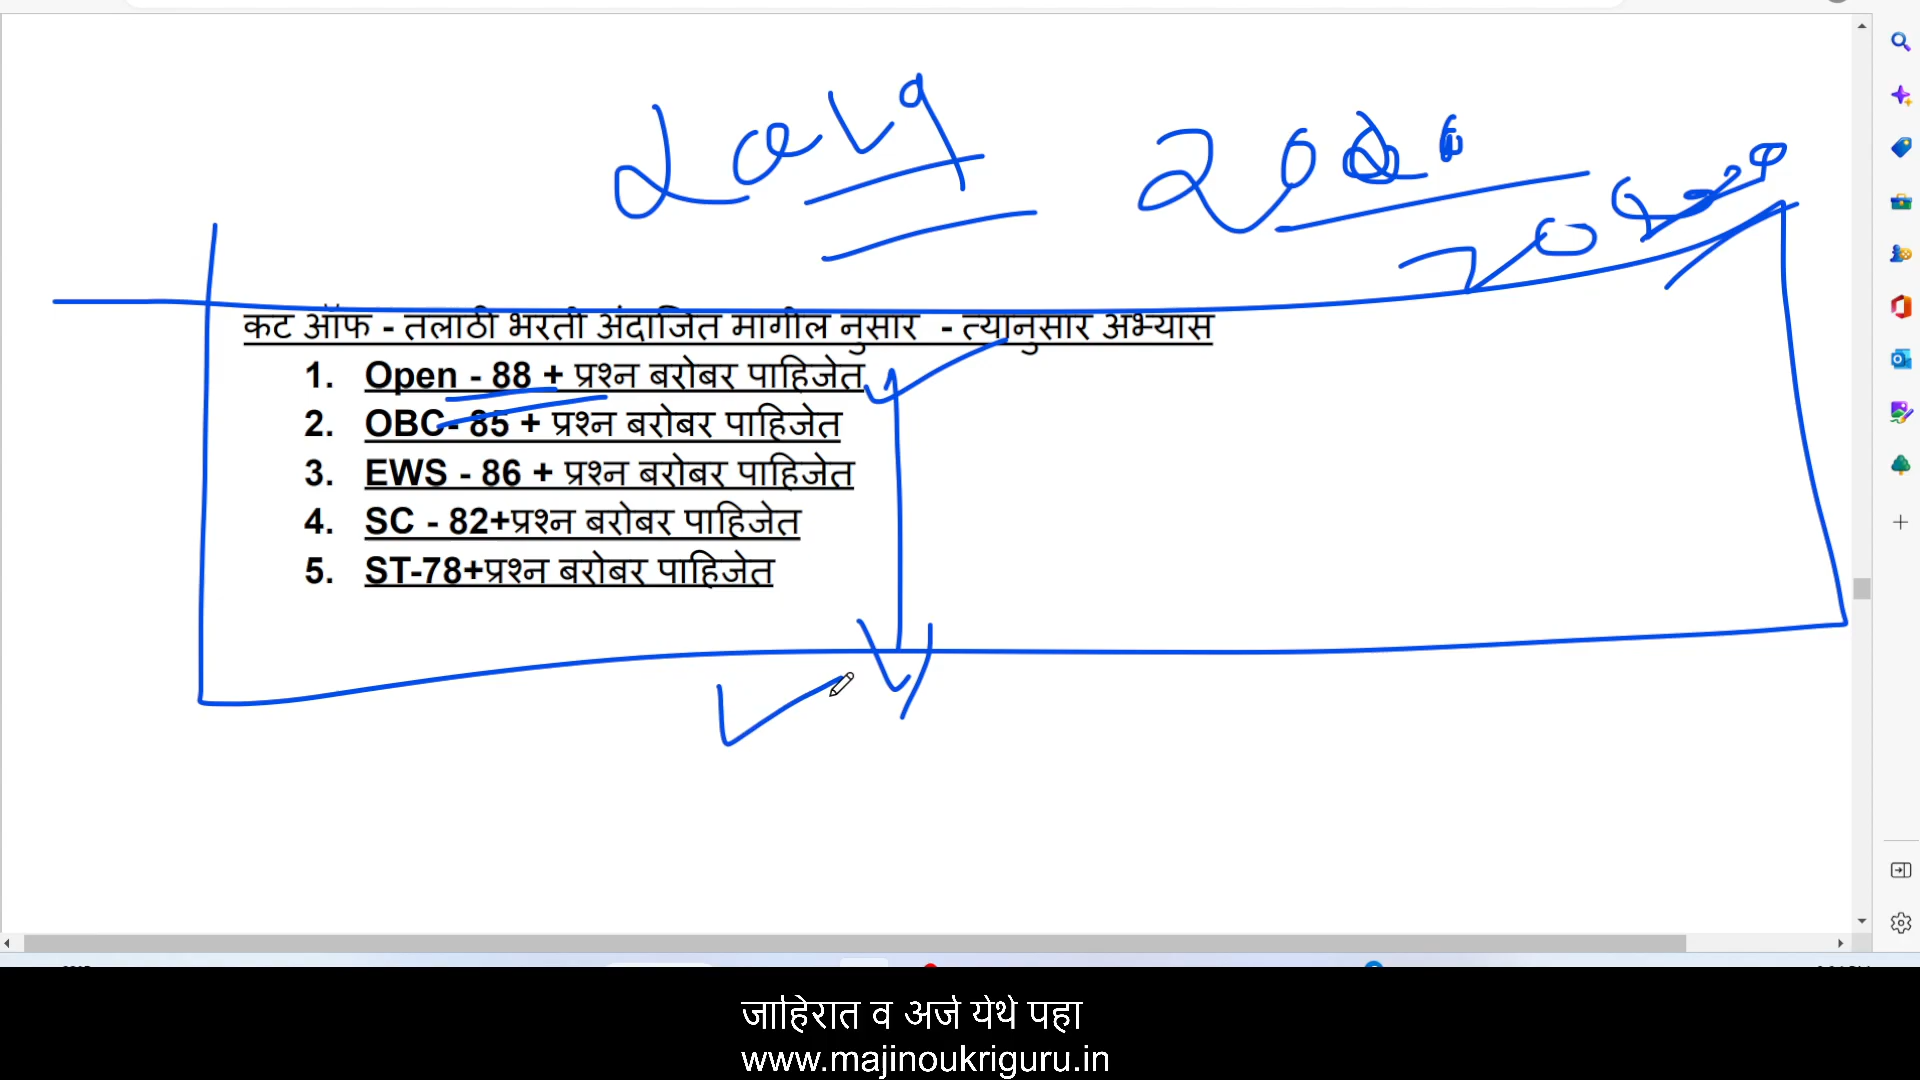 2019
कट ऑफ - तलाठी भरती अंदाजित मागील नुसार - त्यानुसार अभ्यास
1. Open - 88 + प्रश्न बरोबर पाहिजेत
2. OBC- 85 + प्रश्न बरोबर पाहिजेत
3. EWS - 86 + प्रश्न बरोबर पाहिजेत
4. SC - 82+प्रश्न बरोबर पाहिजेत
5. ST-78+प्रश्न बरोबर पाहिजेत
जाहिरात व अर्ज येथे पहा
www.majinoukriguru.in